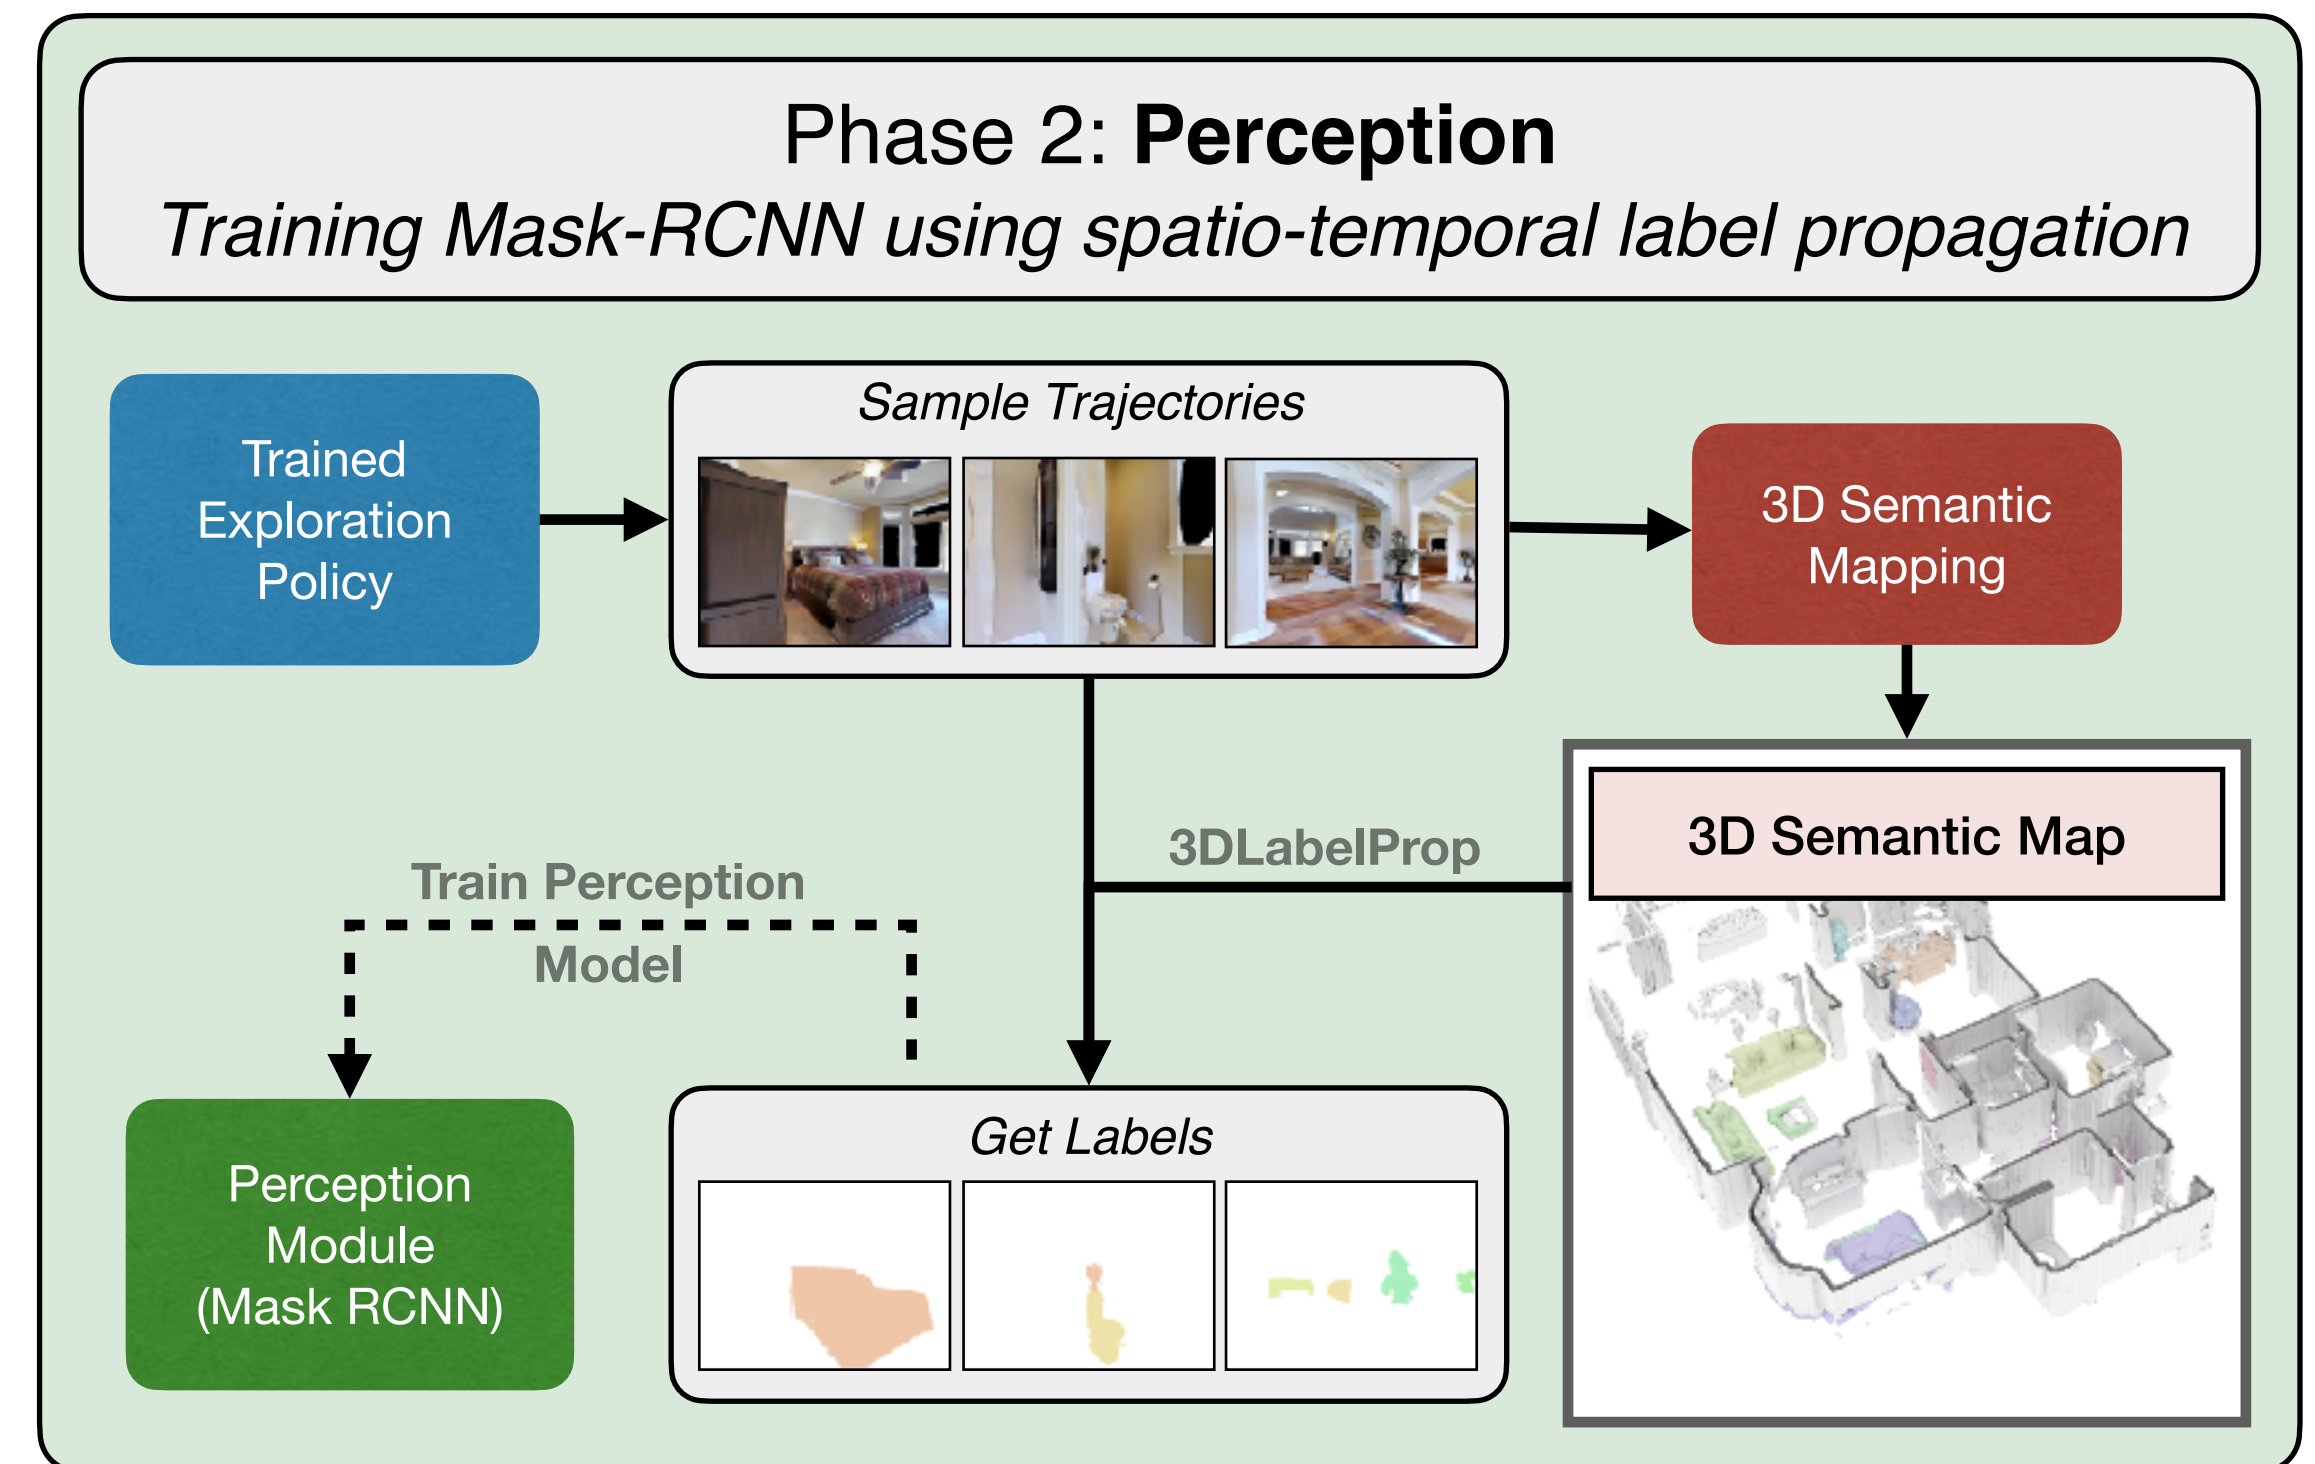 Phase 2: Perception
Training Mask-RCNN using spatio-temporal label propagation
Trained
Exploration
Policy
Sample Trajectories
3D Semantic
Mapping
3DLabelProp
3D Semantic Map
Train Perception
Model
Perception
Module
(Mask RCNN)
Get Labels